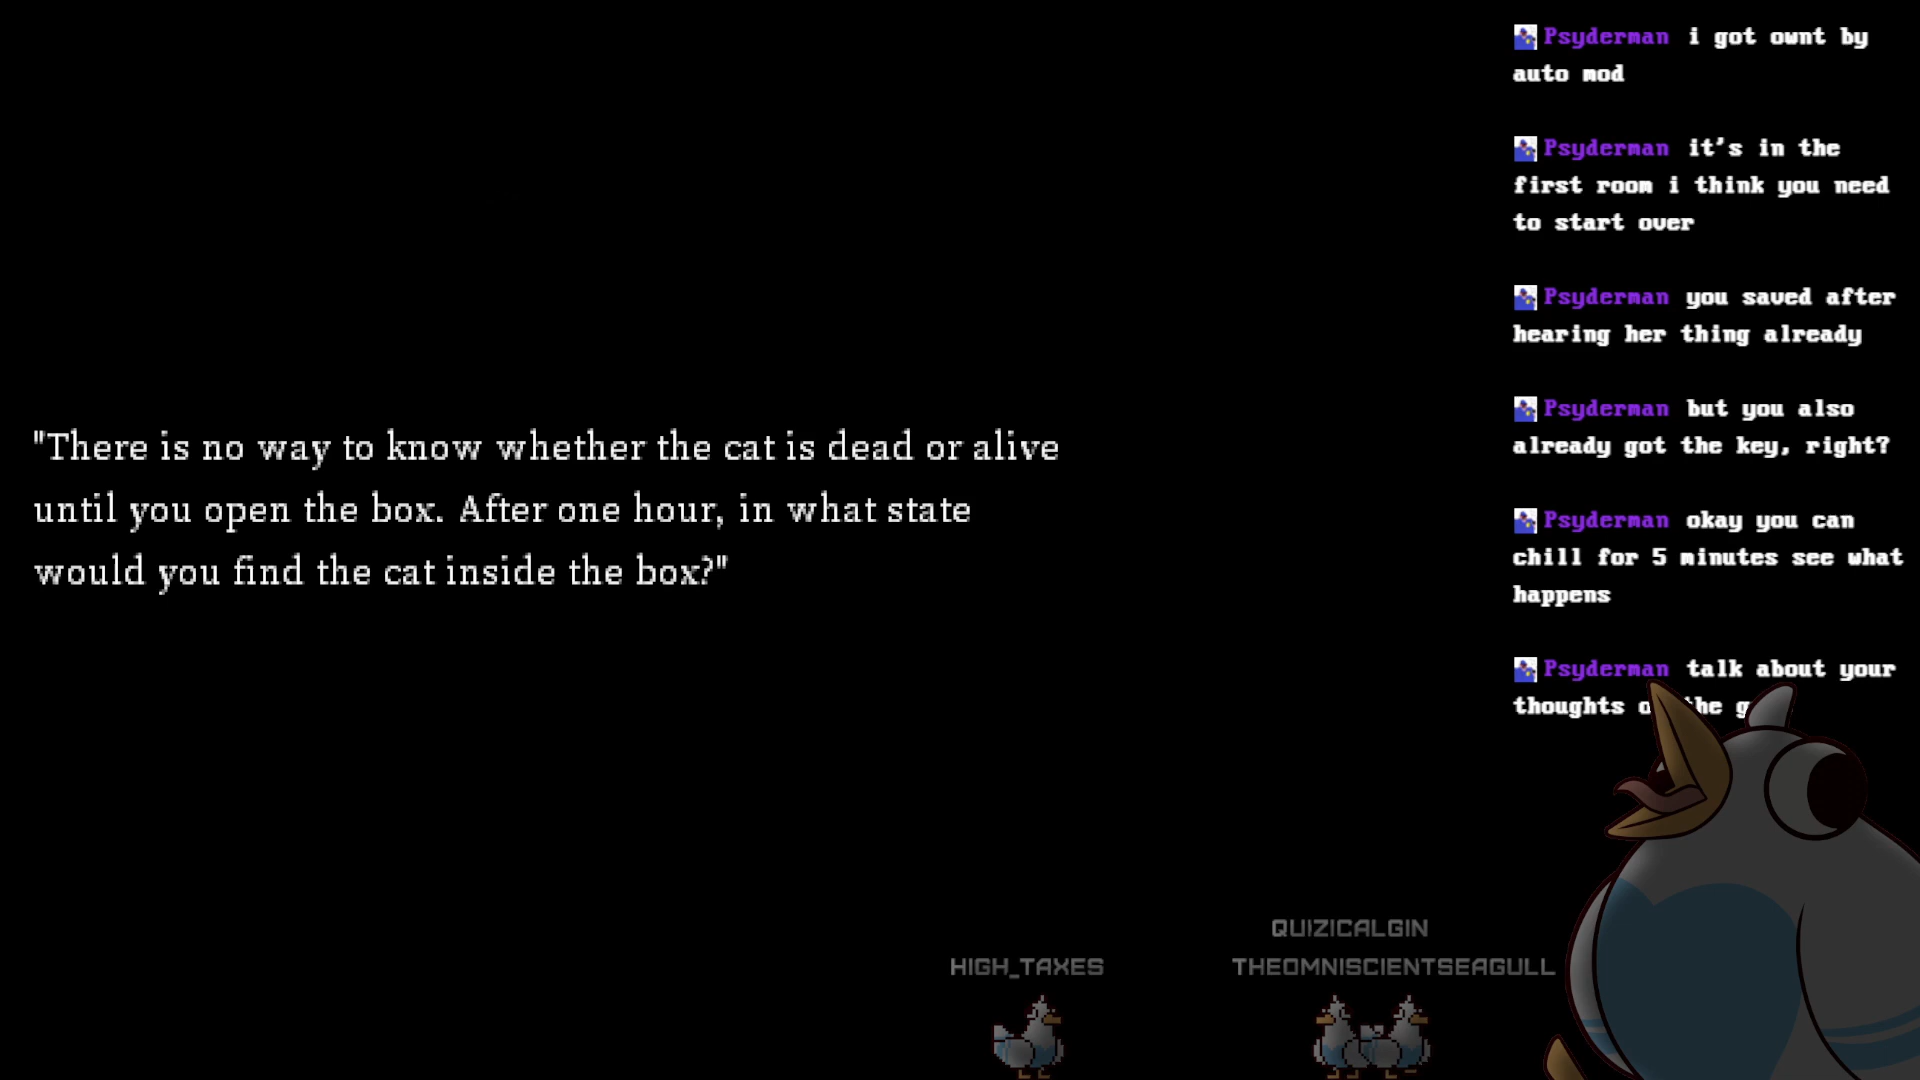 "There is no way to know whether the cat is dead or alive
until you open the box. After one hour, in what state
would you find the cat inside the box?"
Psyderman i got ownt by
auto mod
Psyderman it's in the
first room i think you need
to start over
Psyderman you saved after
hearing her thing already
Psyderman but you also
already got the key, right?
Psyderman okay you can
chill for 5 minutes see what
happens
Psyderman talk about your
thoughts
QUIZICALGIN
HIGH_TAXES
THEOMNISCIENTSEAGULL